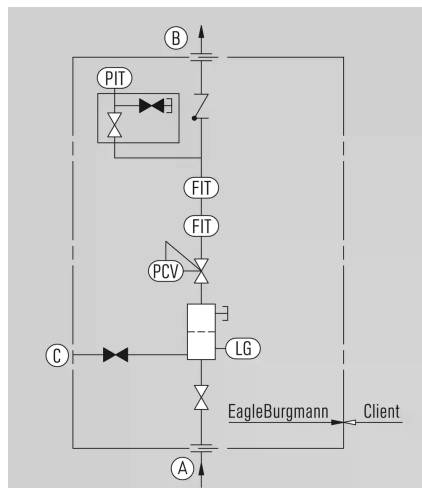 B
PIT
FIT
FIT
PCV
C
LG
EagleBurgmann
Client
A